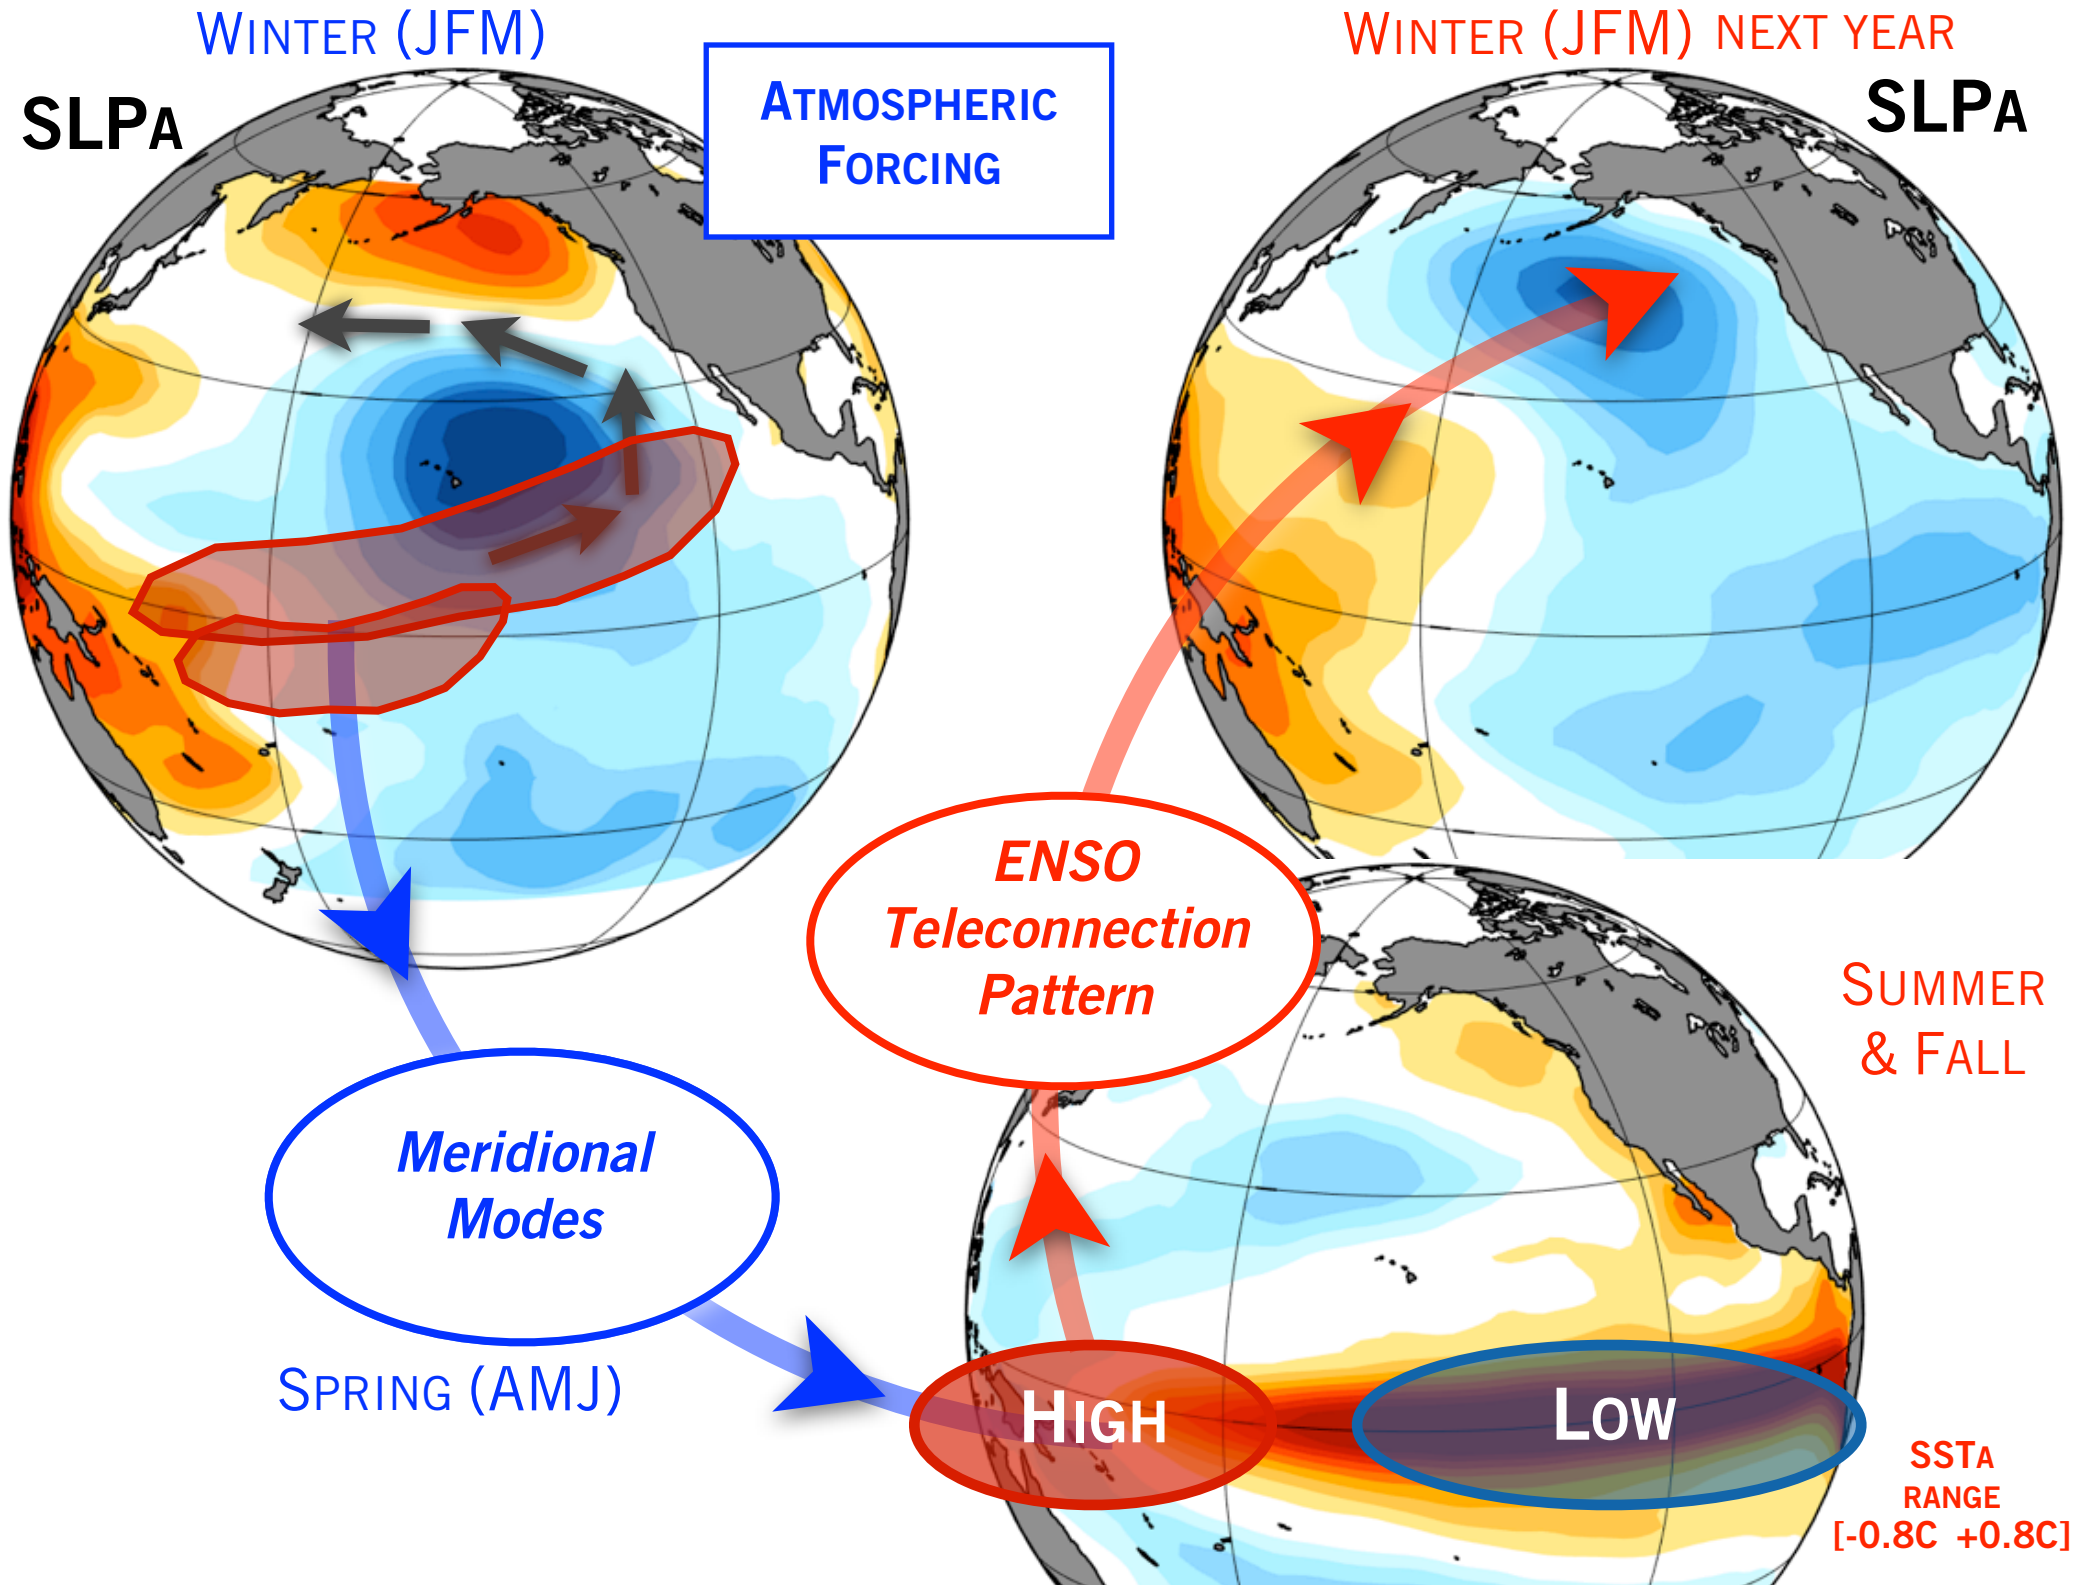 WINTER (JFM)
SLPA
ATMOSPHERIC
FORCING
WINTER (JFM) NEXT YEAR
SLPA
ENSO
Teleconnection
Pattern
SUMMER
& FALL
Meridional
Modes
SPRING (AMJ)
HIGH
LOW
SSTA
RANGE
[-0.8C +0.8C]